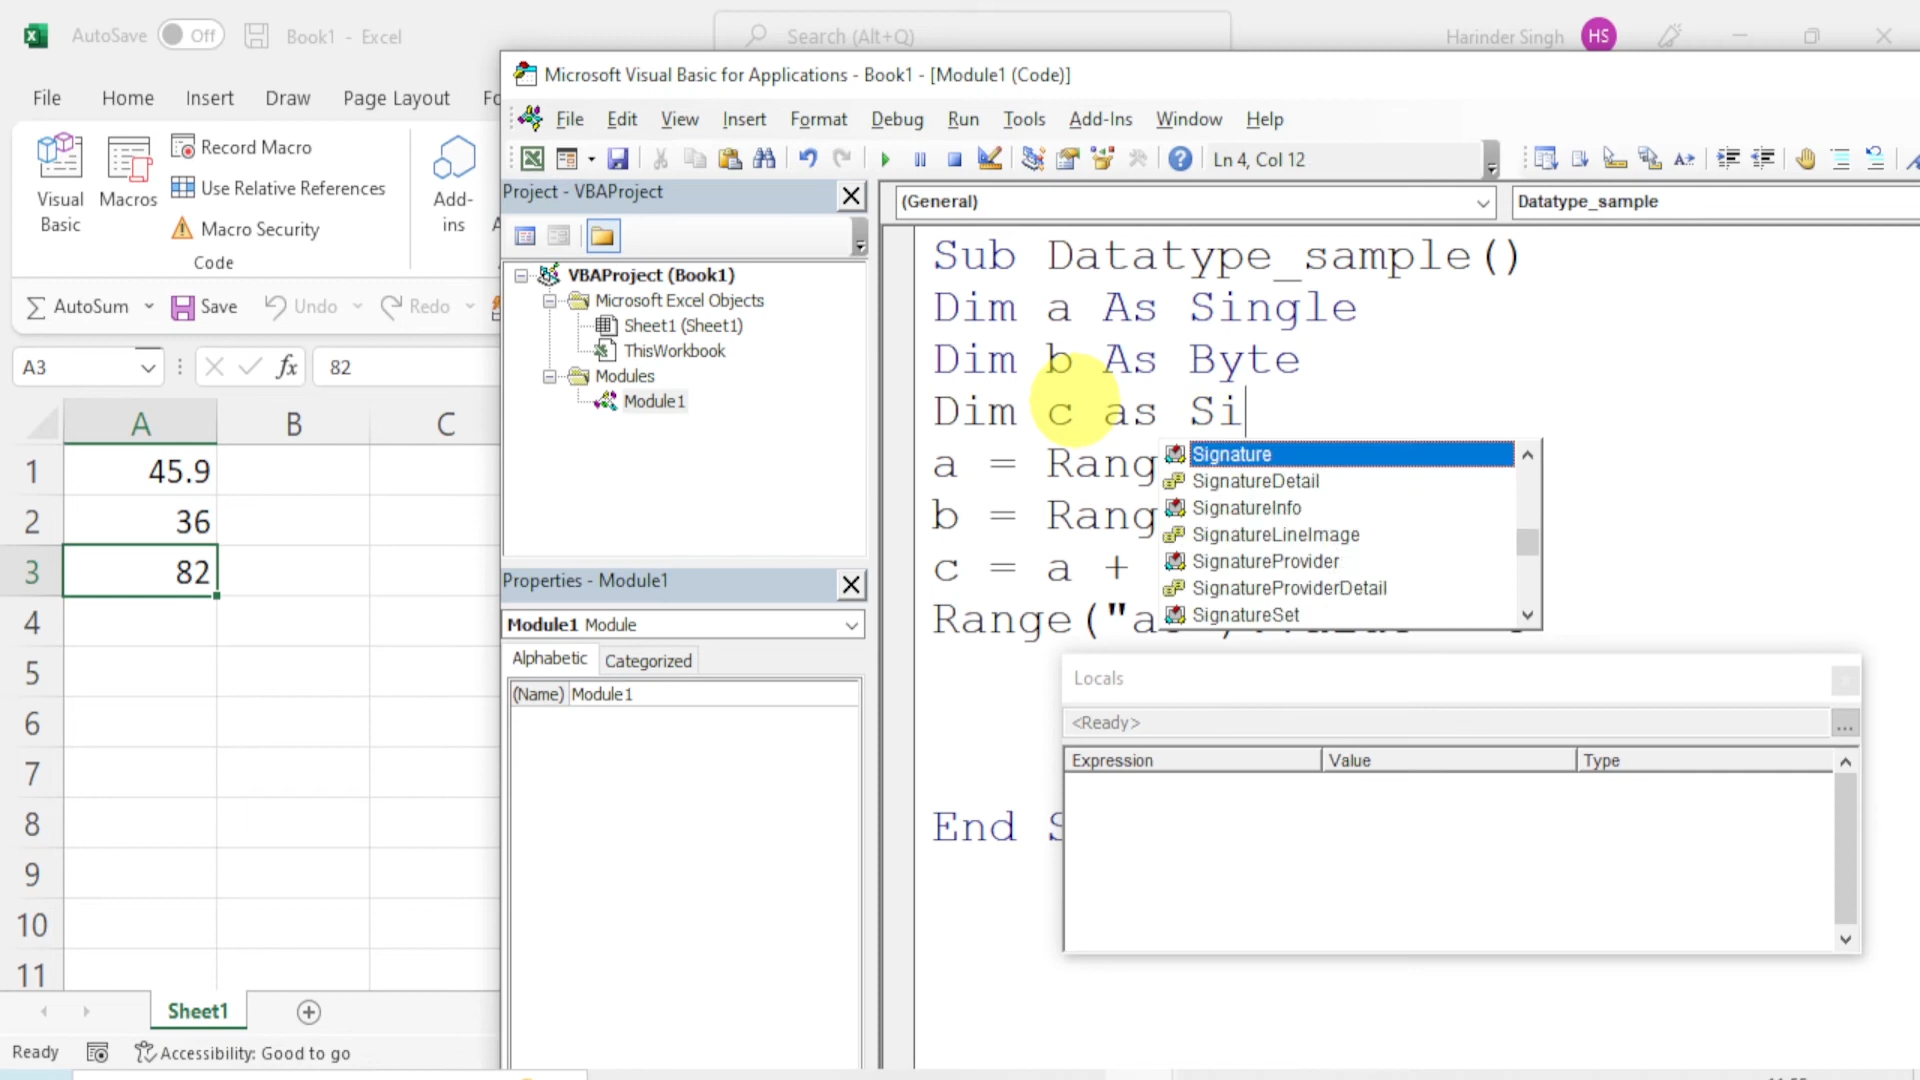 AutoSave Off Book1 - Excel Search (Alt+Q) Harinder Singh HS
Microsoft Visual Basic for Applications - Book1 - [Module1 (Code)]
File Home Insert Draw Page Layout Fo
File Edit View Insert Format Debug Run Tools Add-Ins Window Help
Visual Basic
Macros
Record Macro
Use Relative References
Macro Security
Code
Add-ins
Ln 4, Col 12
AutoSum Save Undo Redo
A3 fx 82
A B C
1 45.9
2 36
3 82
4
5
6
7
8
9
10
11
Sheet1
Ready Accessibility: Good to go
Project - VBAProject
VBAProject (Book1)
Microsoft Excel Objects
Sheet1 (Sheet1)
ThisWorkbook
Modules
Module1
Properties - Module1
Module1 Module
Alphabetic Categorized
(Name) Module1
(General) Datatype_sample
Sub Datatype_sample()
Dim a As Single
Dim b As Byte
Dim c as Si
a = Rang
b = Rang
c = a +
Range("a
End S
Signature
SignatureDetail
SignatureInfo
SignatureLineImage
SignatureProvider
SignatureProviderDetail
SignatureSet
Locals
<Ready> ...
Expression Value Type